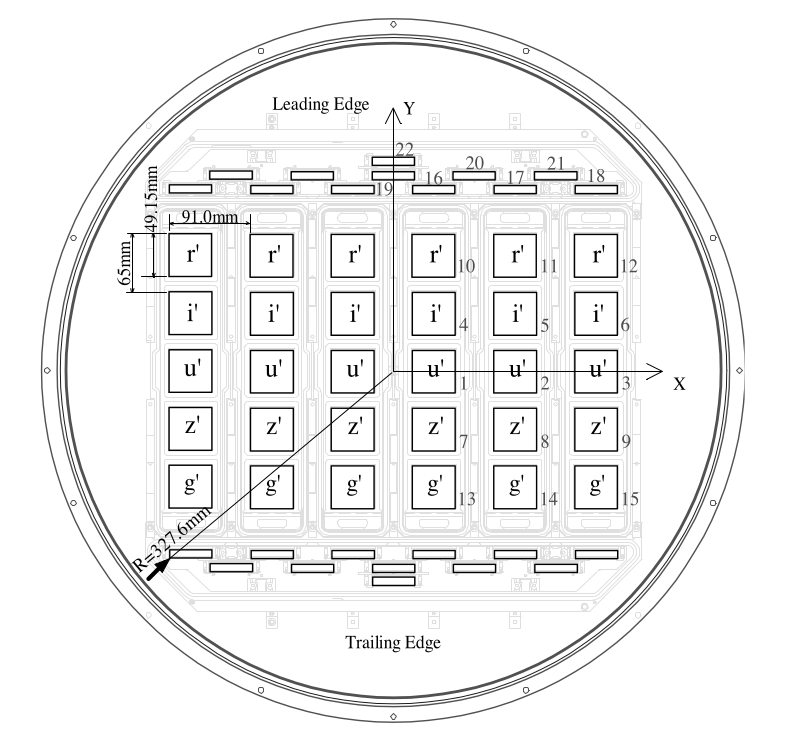 Leading Edge
Y
22
20
21
19
16
17
18
49.15mm
91.0mm
65mm
r' r' r' r' 10 r' 11 r' 12
i' i' i' i' 4 i' 5 i' 6
u' u' u' u' 1 u' 2 u' 3
X
z' z' z' z' 7 z' 8 z' 9
g' g' g' g' 13 g' 14 g' 15
R=327.6mm
Trailing Edge